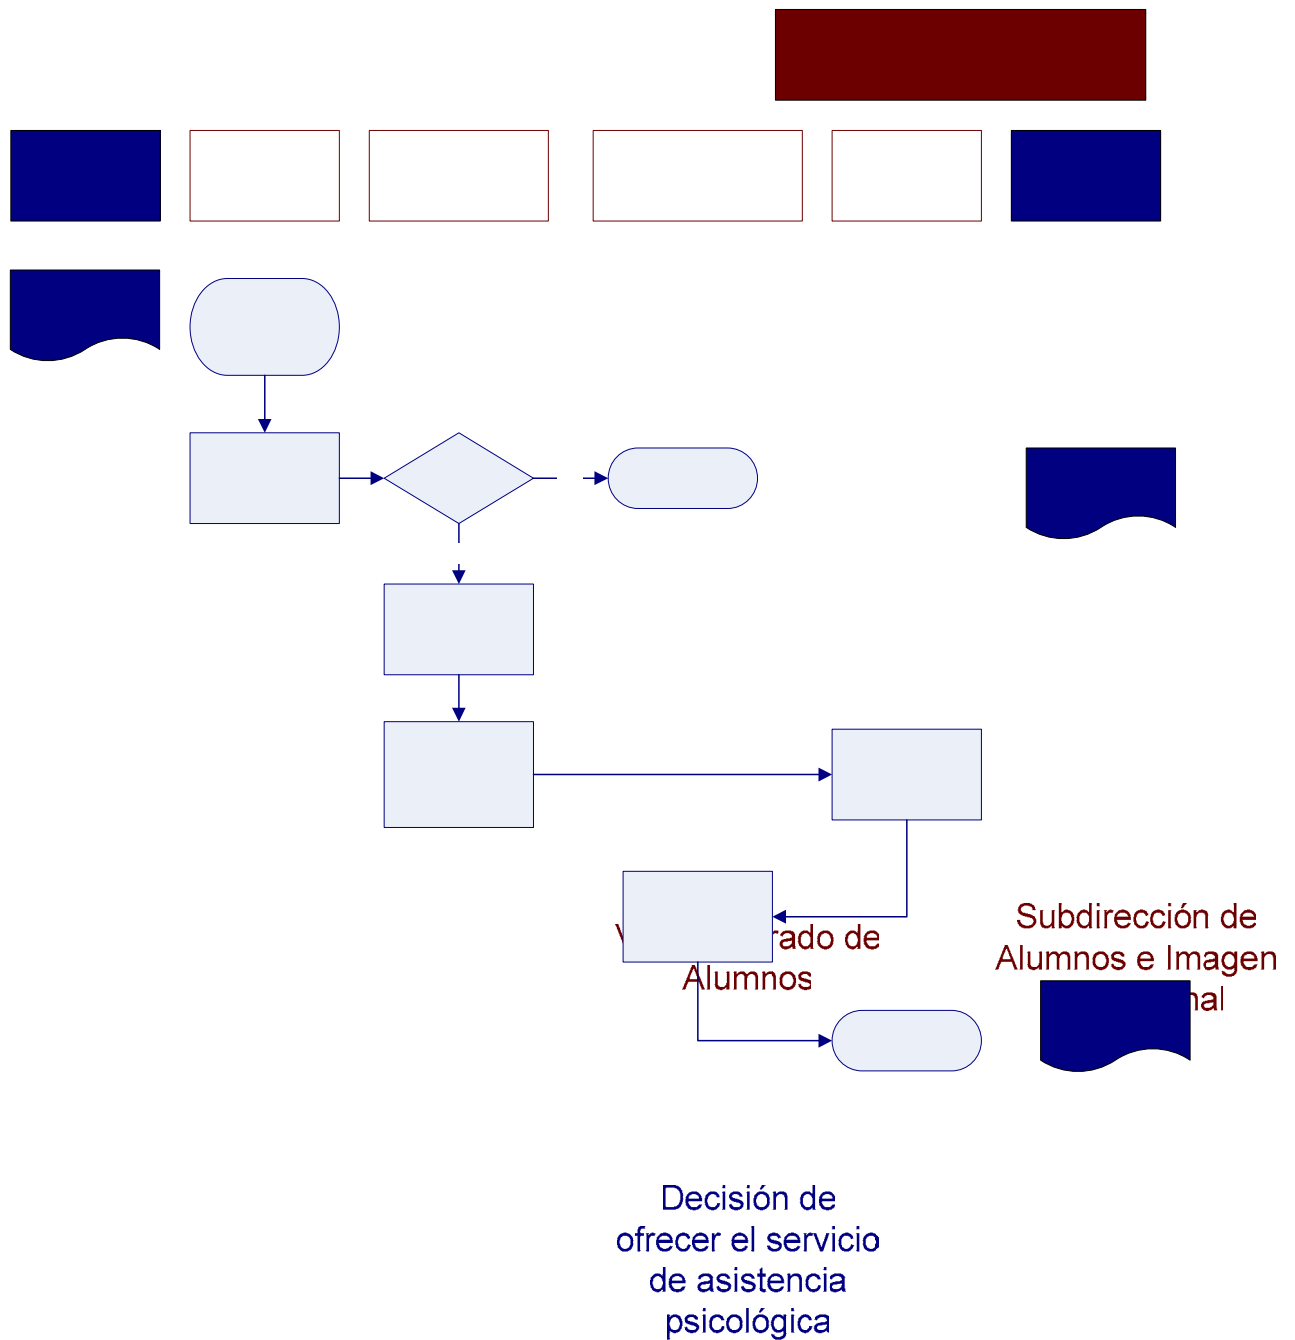 rado de
Alumnos
Subdirección de
Alumnos e Imagen
nal
Decisión de
ofrecer el servicio
de asistencia
psicológica